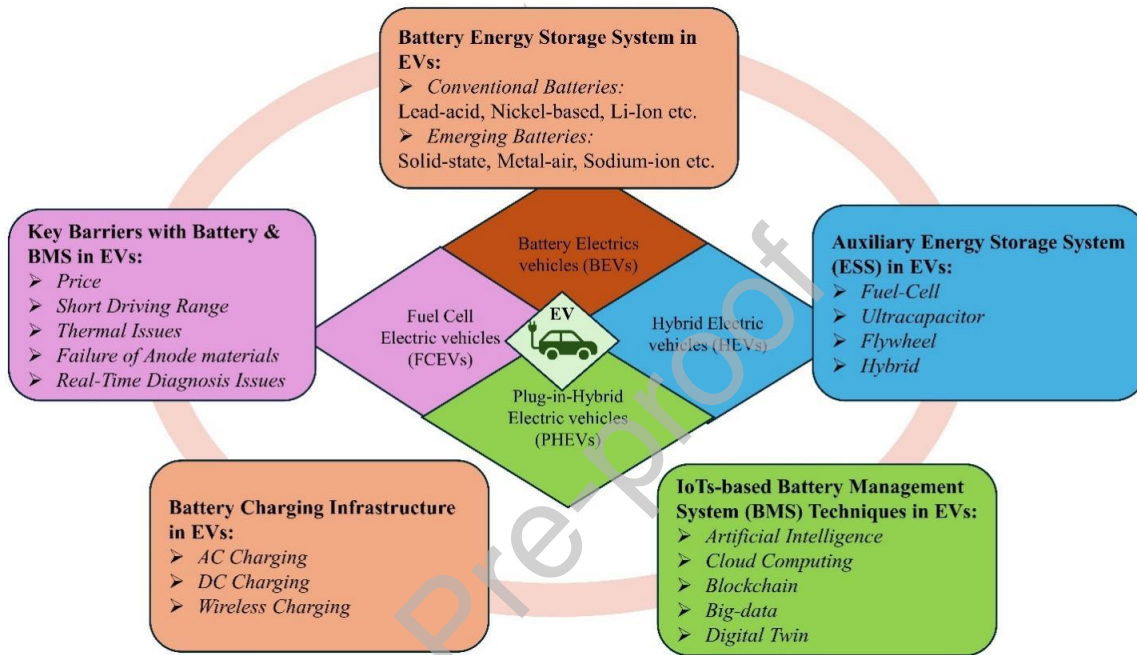 Battery Energy Storage System in
EVs:
➤ Conventional Batteries:
Lead-acid, Nickel-based, Li-Ion etc.
➤ Emerging Batteries:
Solid-state, Metal-air, Sodium-ion etc.
Key Barriers with Battery &
BMS in EVs:
➤ Price
➤ Short Driving Range
➤ Thermal Issues
➤ Failure of Anode materials
➤ Real-Time Diagnosis Issues
Battery Electrics
vehicles (BEVs)
Fuel Cell
Electric vehicles
(FCEVs)
EV
Hybrid Electric
vehicles (HEVs)
Plug-in-Hybrid
Electric vehicles
(PHEVs)
Auxiliary Energy Storage System
(ESS) in EVs:
➤ Fuel-Cell
➤ Ultracapacitor
➤ Flywheel
➤ Hybrid
Battery Charging Infrastructure
in EVs:
➤ AC Charging
➤ DC Charging
➤ Wireless Charging
IoTs-based Battery Management
System (BMS) Techniques in EVs:
➤ Artificial Intelligence
➤ Cloud Computing
➤ Blockchain
➤ Big-data
➤ Digital Twin
Pre-proof